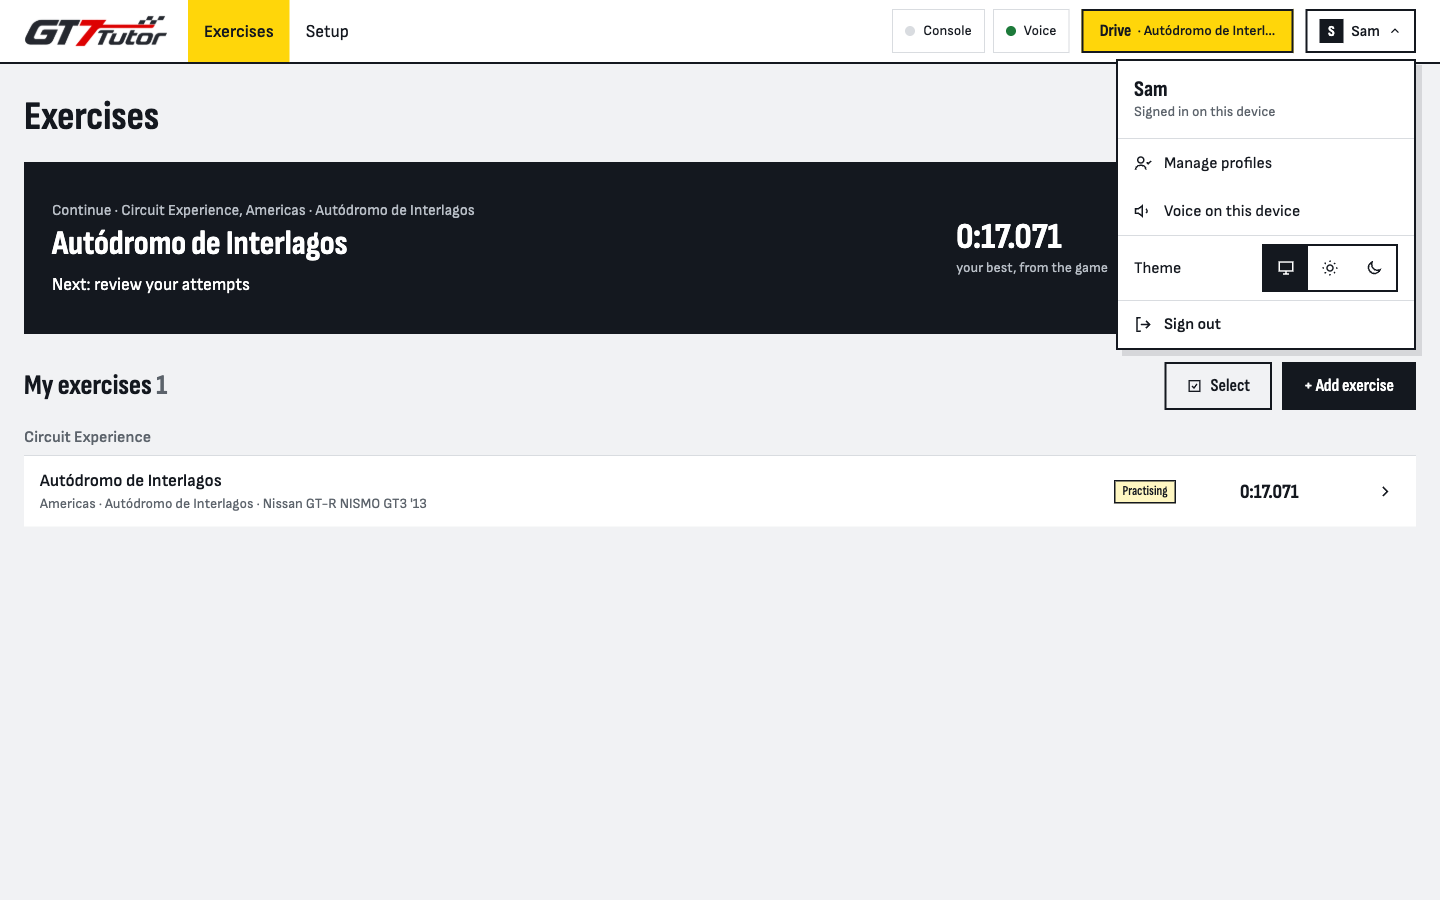 GT7Tutor
Exercises
Setup
Console
Voice
Drive · Autódromo de Interl...
S
Sam
Sam
Signed in on this device
Manage profiles
Voice on this device
Theme
Sign out
Exercises
Continue · Circuit Experience, Americas · Autódromo de Interlagos
Autódromo de Interlagos
Next: review your attempts
0:17.071
your best, from the game
My exercises 1
Select
+ Add exercise
Circuit Experience
Autódromo de Interlagos
Americas · Autódromo de Interlagos · Nissan GT-R NISMO GT3 '13
Practising
0:17.071